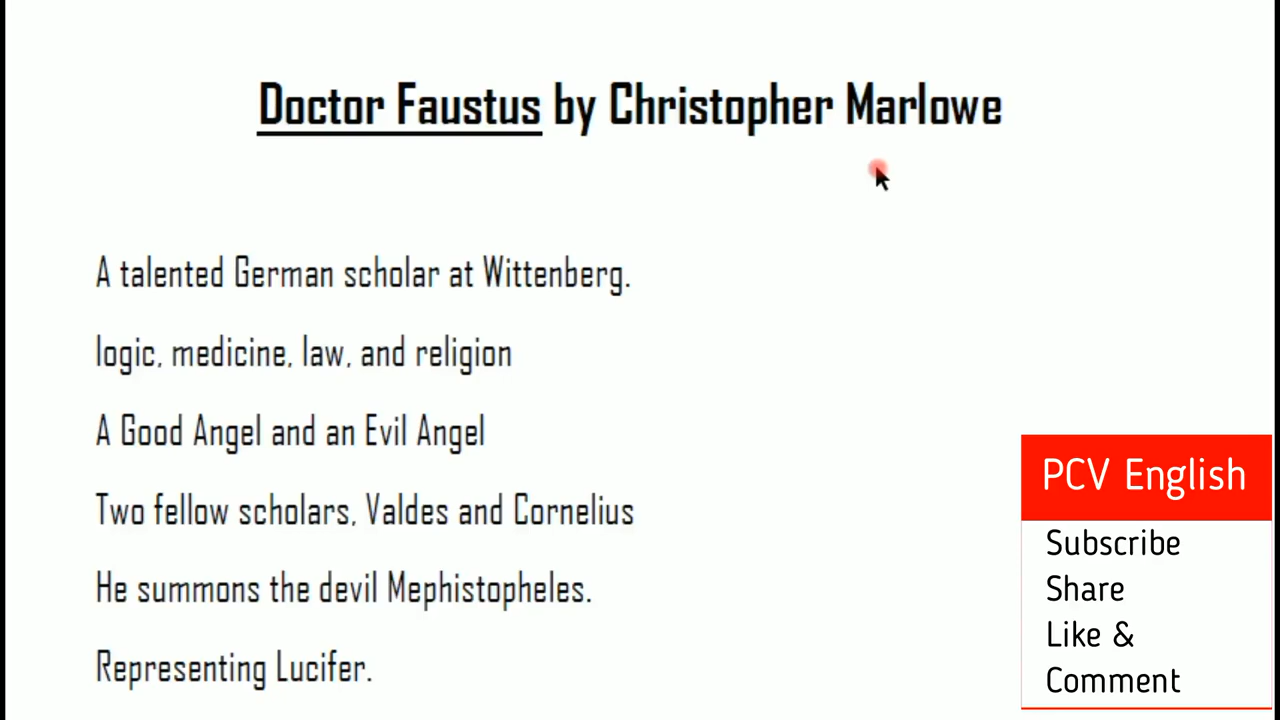 Doctor Faustus by Christopher Marlowe
A talented German scholar at Wittenberg.
logic, medicine, law, and religion
A Good Angel and an Evil Angel
Two fellow scholars, Valdes and Cornelius
He summons the devil Mephistopheles.
Representing Lucifer.
PCV English
Subscribe
Share
Like &
Comment